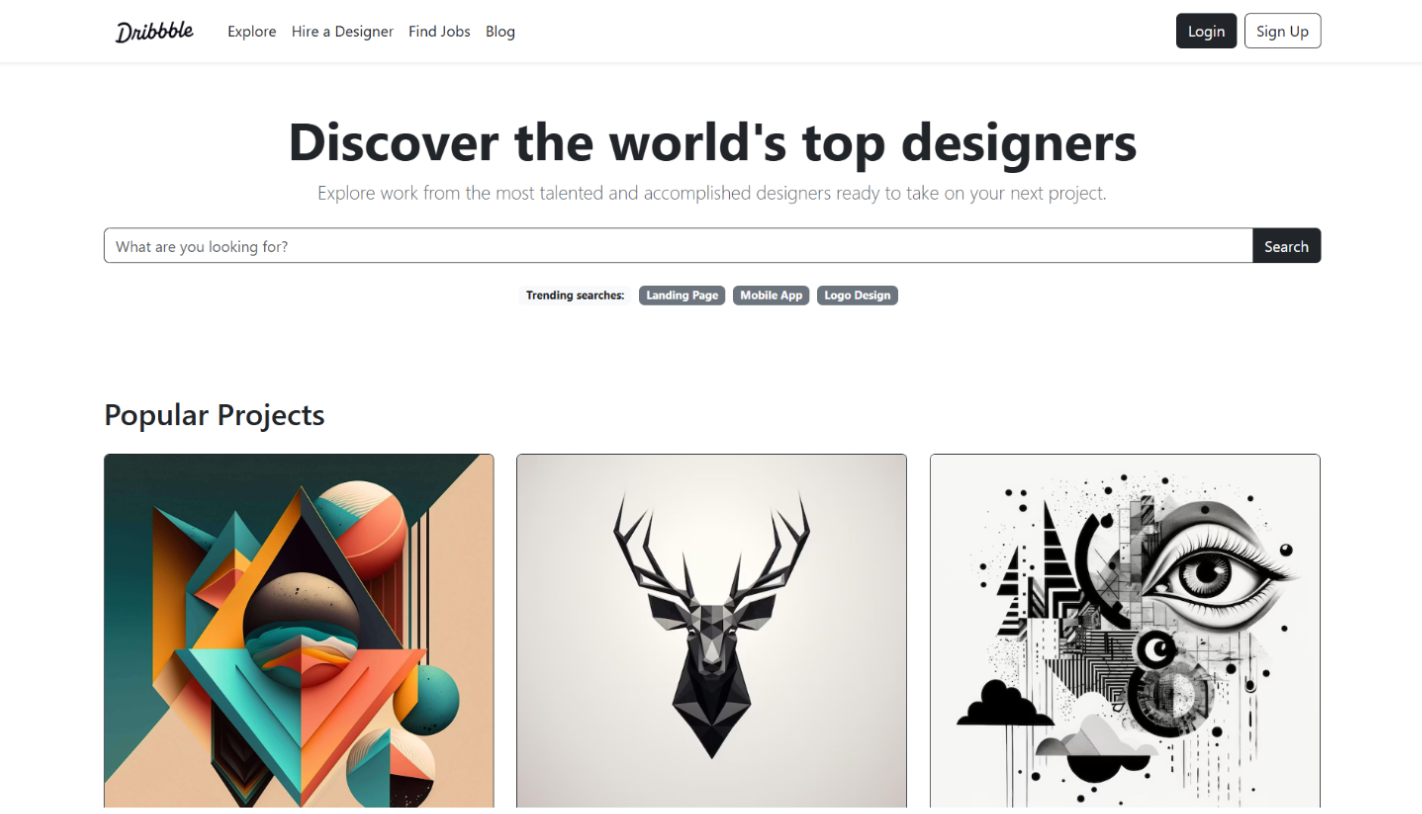 Dribbble Explore Hire a Designer Find Jobs Blog Login Sign Up
Discover the world's top designers
Explore work from the most talented and accomplished designers ready to take on your next project.
What are you looking for? Search
Trending searches: Landing Page Mobile App Logo Design
Popular Projects